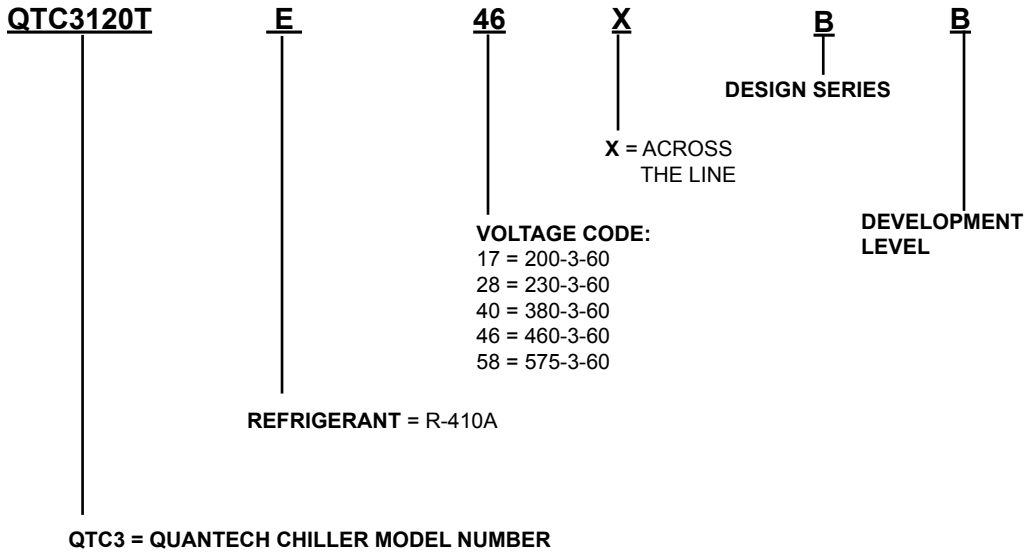 QTC3120T E 46 X B B
DESIGN SERIES
X = ACROSS
THE LINE
DEVELOPMENT
LEVEL
VOLTAGE CODE:
17 = 200-3-60
28 = 230-3-60
40 = 380-3-60
46 = 460-3-60
58 = 575-3-60
REFRIGERANT = R-410A
QTC3 = QUANTECH CHILLER MODEL NUMBER